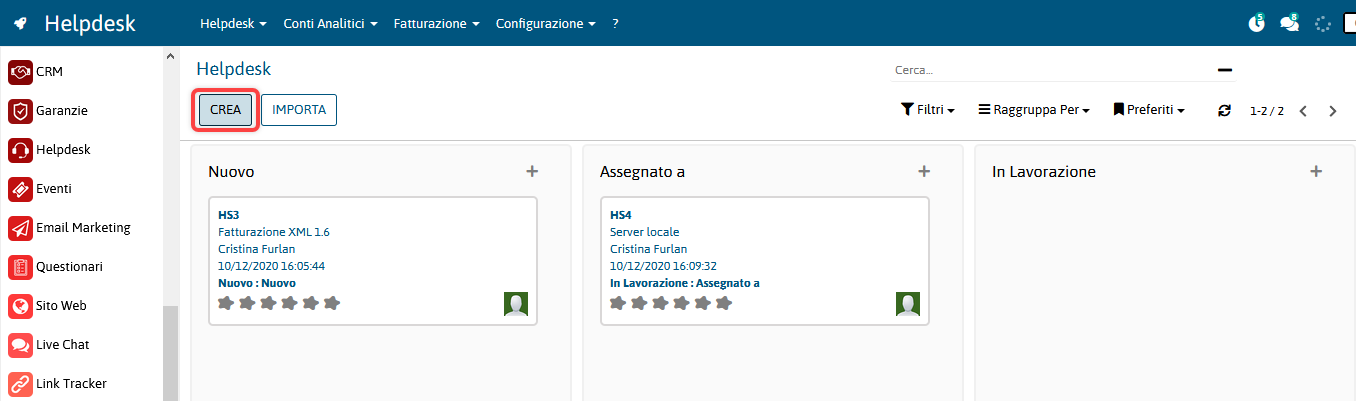 Helpdesk Helpdesk Conti Analitici Fatturazione Configurazione ? 5 8
CRM
Garanzie
Helpdesk
Eventi
Email Marketing
Questionari
Sito Web
Live Chat
Link Tracker
Helpdesk
Cerca...
CREA IMPORTA
Filtri Raggruppa Per Preferiti 1-2 / 2
Nuovo +
HS3
Fatturazione XML 1.6
Cristina Furlan
10/12/2020 16:05:44
Nuovo : Nuovo
Assegnato a +
HS4
Server locale
Cristina Furlan
10/12/2020 16:09:32
In Lavorazione : Assegnato a
In Lavorazione +